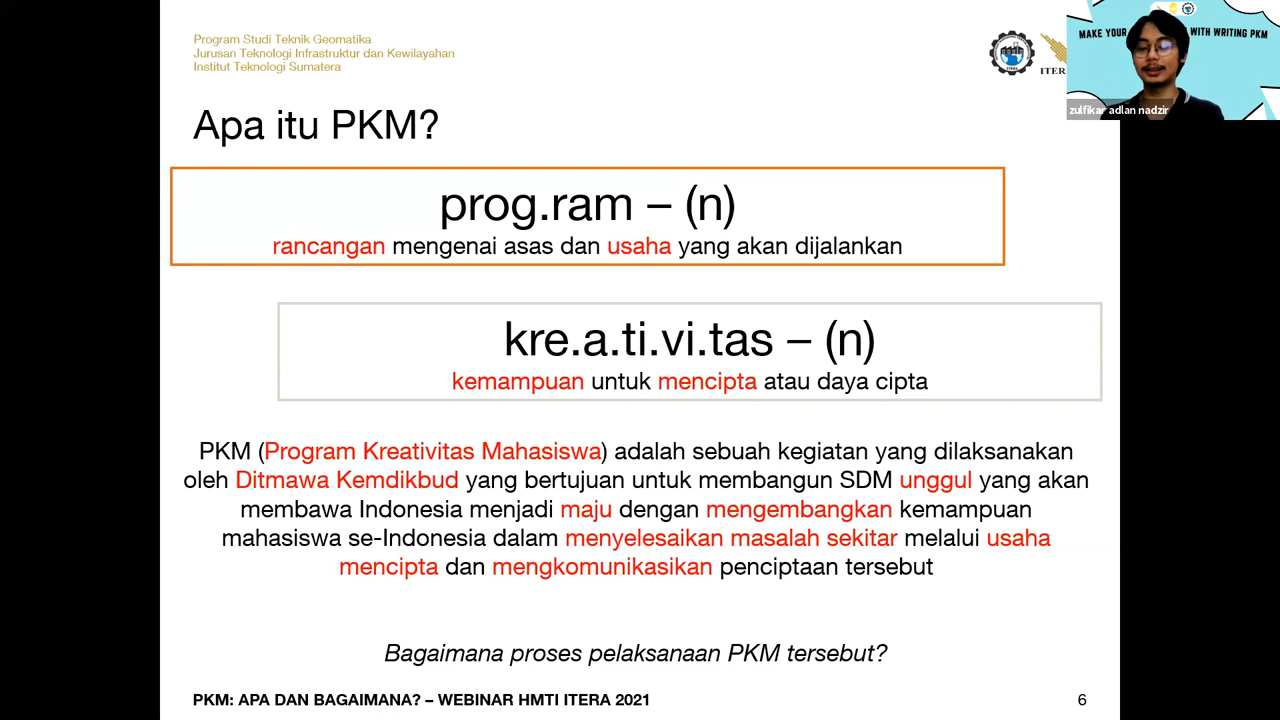 Program Studi Teknik Geomatika
Jurusan Teknologi Infrastruktur dan Kewilayahan
Institut Teknologi Sumatera
MAKE YOUR
WITH WRITING PKM
zulfikar adlan nadzir
Apa itu PKM?
prog.ram – (n)
rancangan mengenai asas dan usaha yang akan dijalankan
kre.a.ti.vi.tas – (n)
kemampuan untuk mencipta atau daya cipta
PKM (Program Kreativitas Mahasiswa) adalah sebuah kegiatan yang dilaksanakan
oleh Ditmawa Kemdikbud yang bertujuan untuk membangun SDM unggul yang akan
membawa Indonesia menjadi maju dengan mengembangkan kemampuan
mahasiswa se-Indonesia dalam menyelesaikan masalah sekitar melalui usaha
mencipta dan mengkomunikasikan penciptaan tersebut
Bagaimana proses pelaksanaan PKM tersebut?
PKM: APA DAN BAGAIMANA? – WEBINAR HMTI ITERA 2021
6